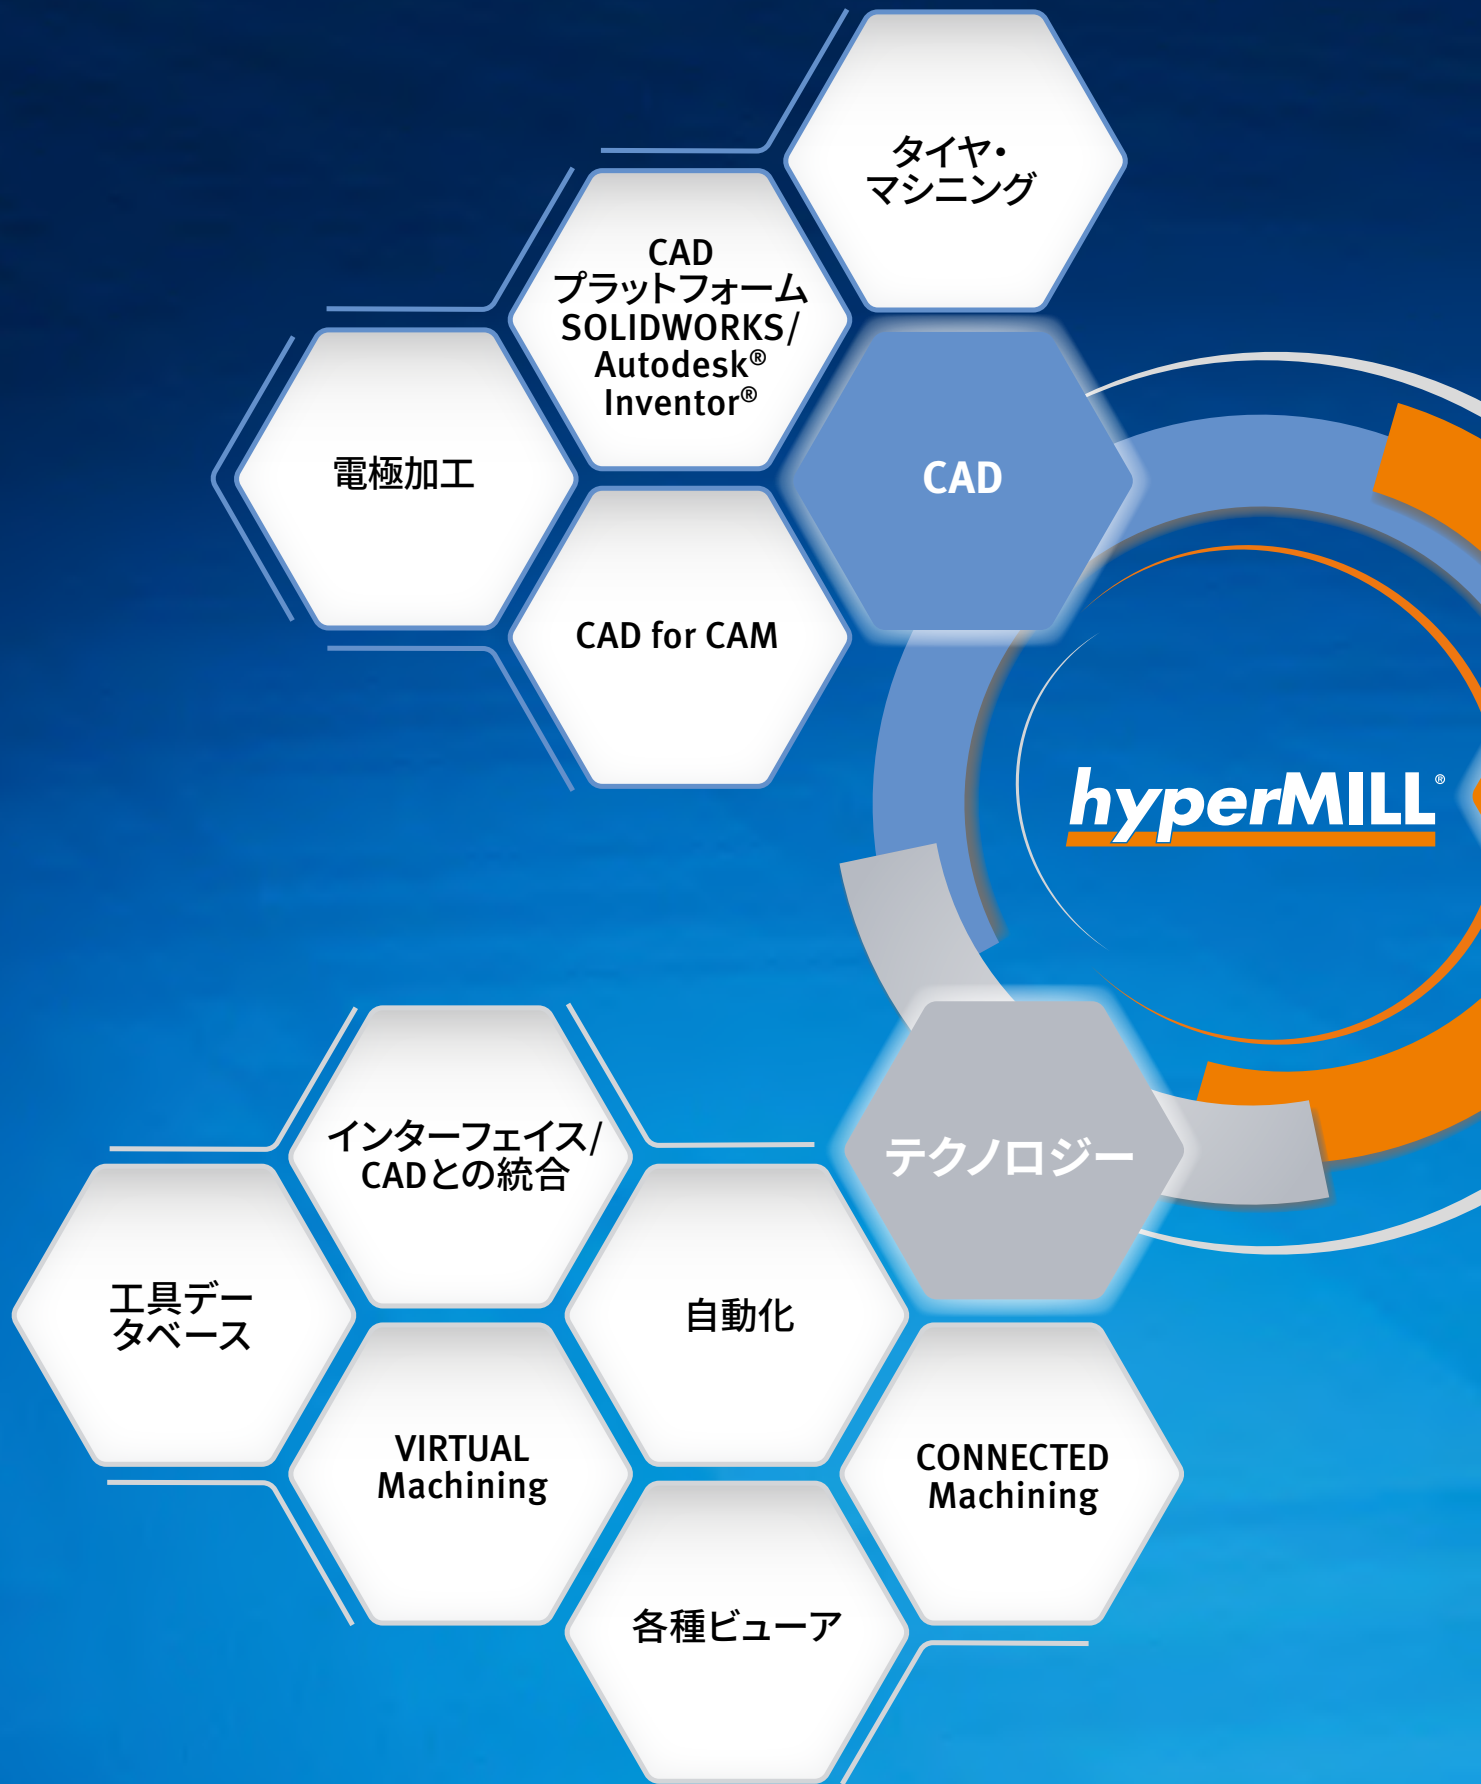 タイヤ・
マシニング
CAD
プラットフォーム
SOLIDWORKS/
Autodesk®
Inventor®
電極加工
CAD
CAD for CAM
hyperMILL®
インターフェイス/
CADとの統合
テクノロジー
工具デー
タベース
自動化
VIRTUAL
Machining
CONNECTED
Machining
各種ビューア